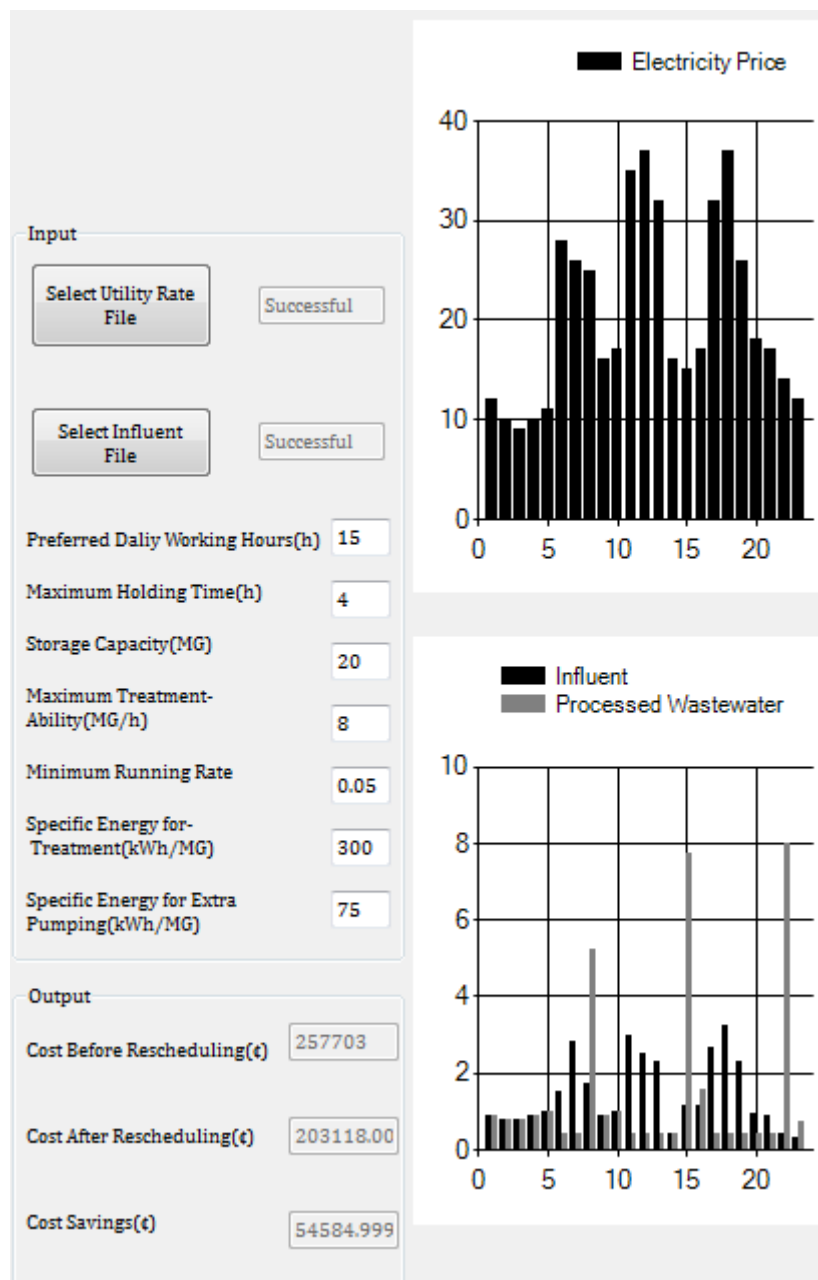 Input
Select Utility Rate
File
Successful
Select Influent
File
Successful
Preferred Daliy Working Hours(h) 15
Maximum Holding Time(h) 4
Storage Capacity(MG) 20
Maximum Treatment-
Ability(MG/h) 8
Minimum Running Rate 0.05
Specific Energy for-
Treatment(kWh/MG) 300
Specific Energy for Extra
Pumping(kWh/MG) 75
Output
Cost Before Rescheduling(¢) 257703
Cost After Rescheduling(¢) 203118.00
Cost Savings(¢) 54584.999
Electricity Price
40
30
20
10
0
0 5 10 15 20
Influent
Processed Wastewater
10
8
6
4
2
0
0 5 10 15 20